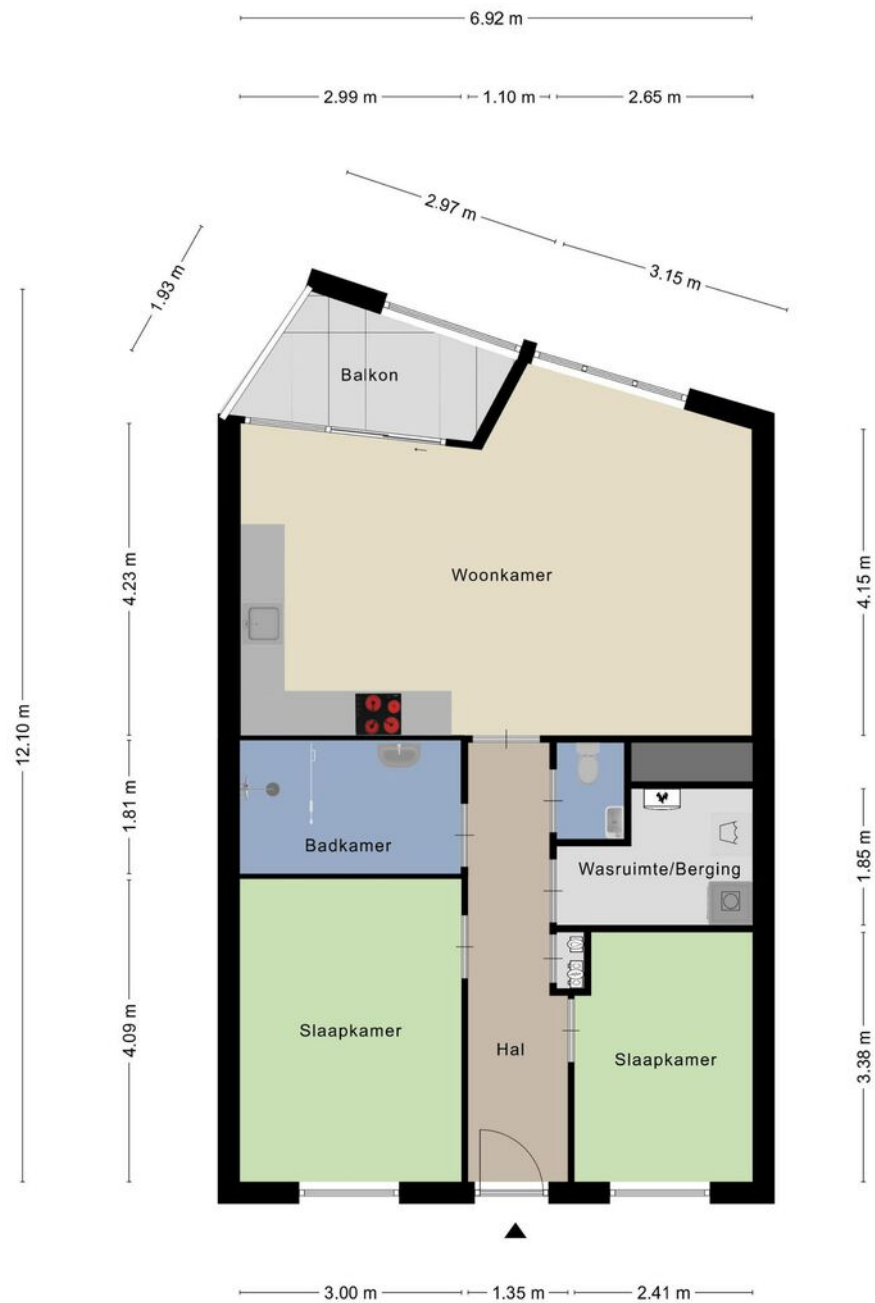 6.92 m
2.99 m 1.10 m 2.65 m
2.97 m
3.15 m
1.93 m
Balkon
4.23 m
Woonkamer
4.15 m
12.10 m
1.81 m
Badkamer
Wasruimte/Berging
1.85 m
4.09 m
Slaapkamer
Hal
Slaapkamer
3.38 m
3.00 m 1.35 m 2.41 m